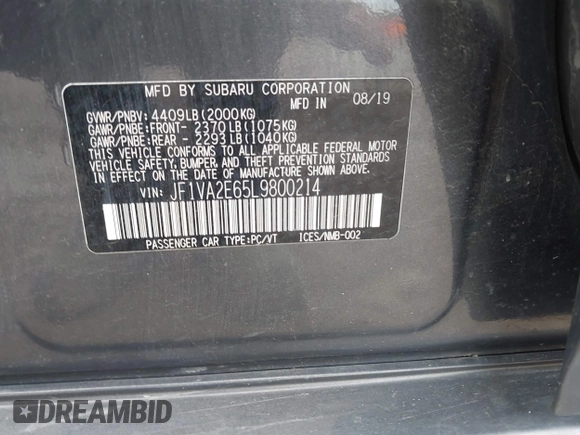 MFD BY SUBARU CORPORATION
MFD IN 08/19
GVWR/PNBV: 4409LB(2000KG)
GAWR/PNBE:FRONT- 2370LB(1075KG)
GAWR/PNBE:REAR - 2293LB(1040KG)
THIS VEHICLE CONFORMS TO ALL APPLICABLE FEDERAL MOTOR
VEHICLE SAFETY, BUMPER, AND THEFT PREVENTION STANDARDS
IN EFFECT ON THE DATE OF MANUFACTURE SHOWN ABOVE.
VIN: JF1VA2E65L9800214
PASSENGER CAR TYPE:PC/VT ICES/NMB-002
DREAMBID